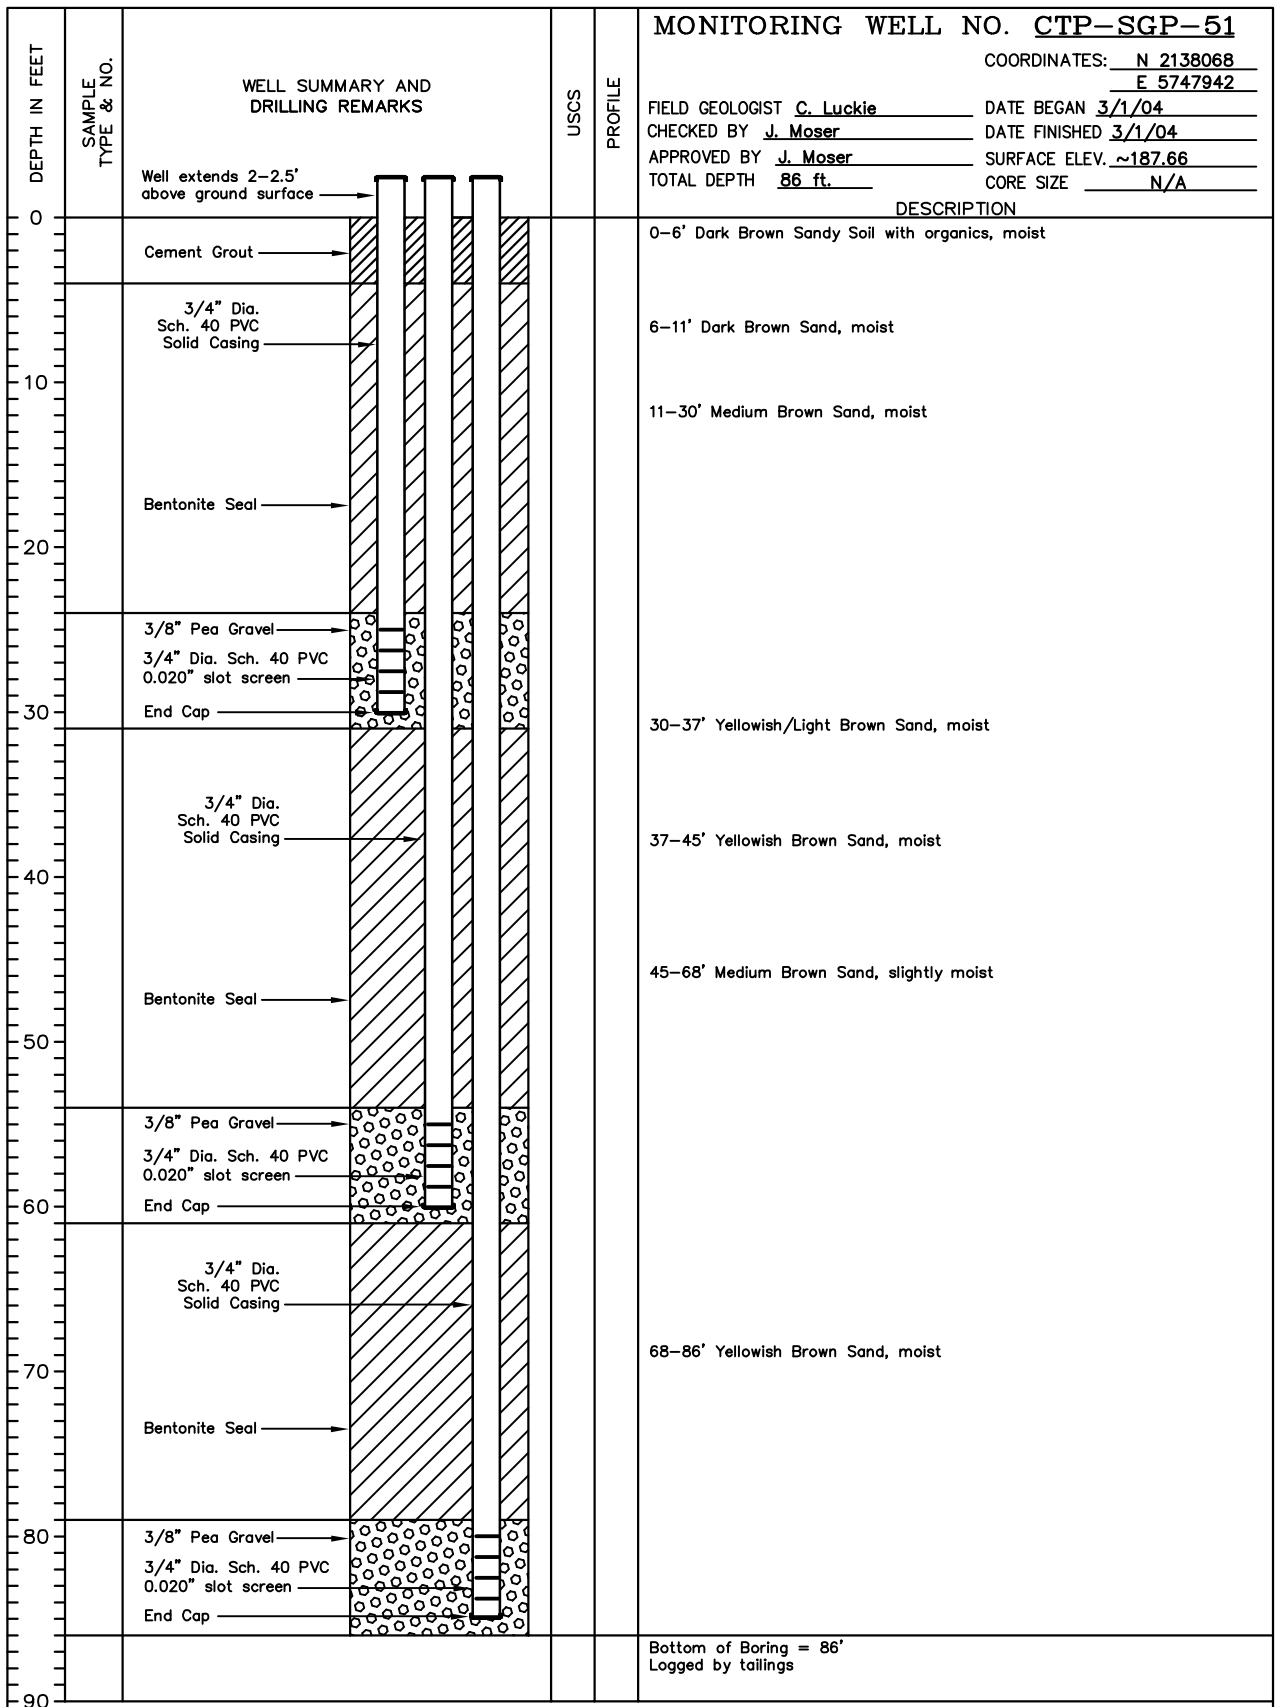 MONITORING WELL NO. CTP-SGP-51
COORDINATES: N 2138068
E 5747942
FIELD GEOLOGIST C. Luckie DATE BEGAN 3/1/04
CHECKED BY J. Moser DATE FINISHED 3/1/04
APPROVED BY J. Moser SURFACE ELEV. ~187.66
TOTAL DEPTH 86 ft. CORE SIZE N/A
DEPTH IN FEET
SAMPLE
TYPE & NO.
WELL SUMMARY AND
DRILLING REMARKS
USCS
PROFILE
DESCRIPTION
Well extends 2-2.5'
above ground surface
0
0-6' Dark Brown Sandy Soil with organics, moist
Cement Grout
3/4" Dia.
Sch. 40 PVC
Solid Casing
6-11' Dark Brown Sand, moist
10
11-30' Medium Brown Sand, moist
Bentonite Seal
20
3/8" Pea Gravel
3/4" Dia. Sch. 40 PVC
0.020" slot screen
End Cap
30
30-37' Yellowish/Light Brown Sand, moist
3/4" Dia.
Sch. 40 PVC
Solid Casing
37-45' Yellowish Brown Sand, moist
40
45-68' Medium Brown Sand, slightly moist
Bentonite Seal
50
3/8" Pea Gravel
3/4" Dia. Sch. 40 PVC
0.020" slot screen
End Cap
60
3/4" Dia.
Sch. 40 PVC
Solid Casing
68-86' Yellowish Brown Sand, moist
70
Bentonite Seal
80
3/8" Pea Gravel
3/4" Dia. Sch. 40 PVC
0.020" slot screen
End Cap
Bottom of Boring = 86'
Logged by tailings
90